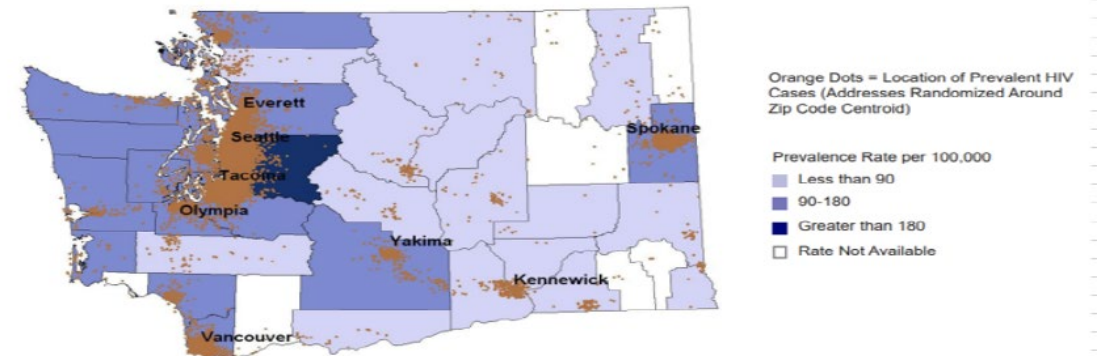 Everett
Seattle
Tacoma
Olympia
Yakima
Kennewick
Vancouver
Spokane
Orange Dots = Location of Prevalent HIV
Cases (Addresses Randomized Around
Zip Code Centroid)
Prevalence Rate per 100,000
Less than 90
90-180
Greater than 180
Rate Not Available